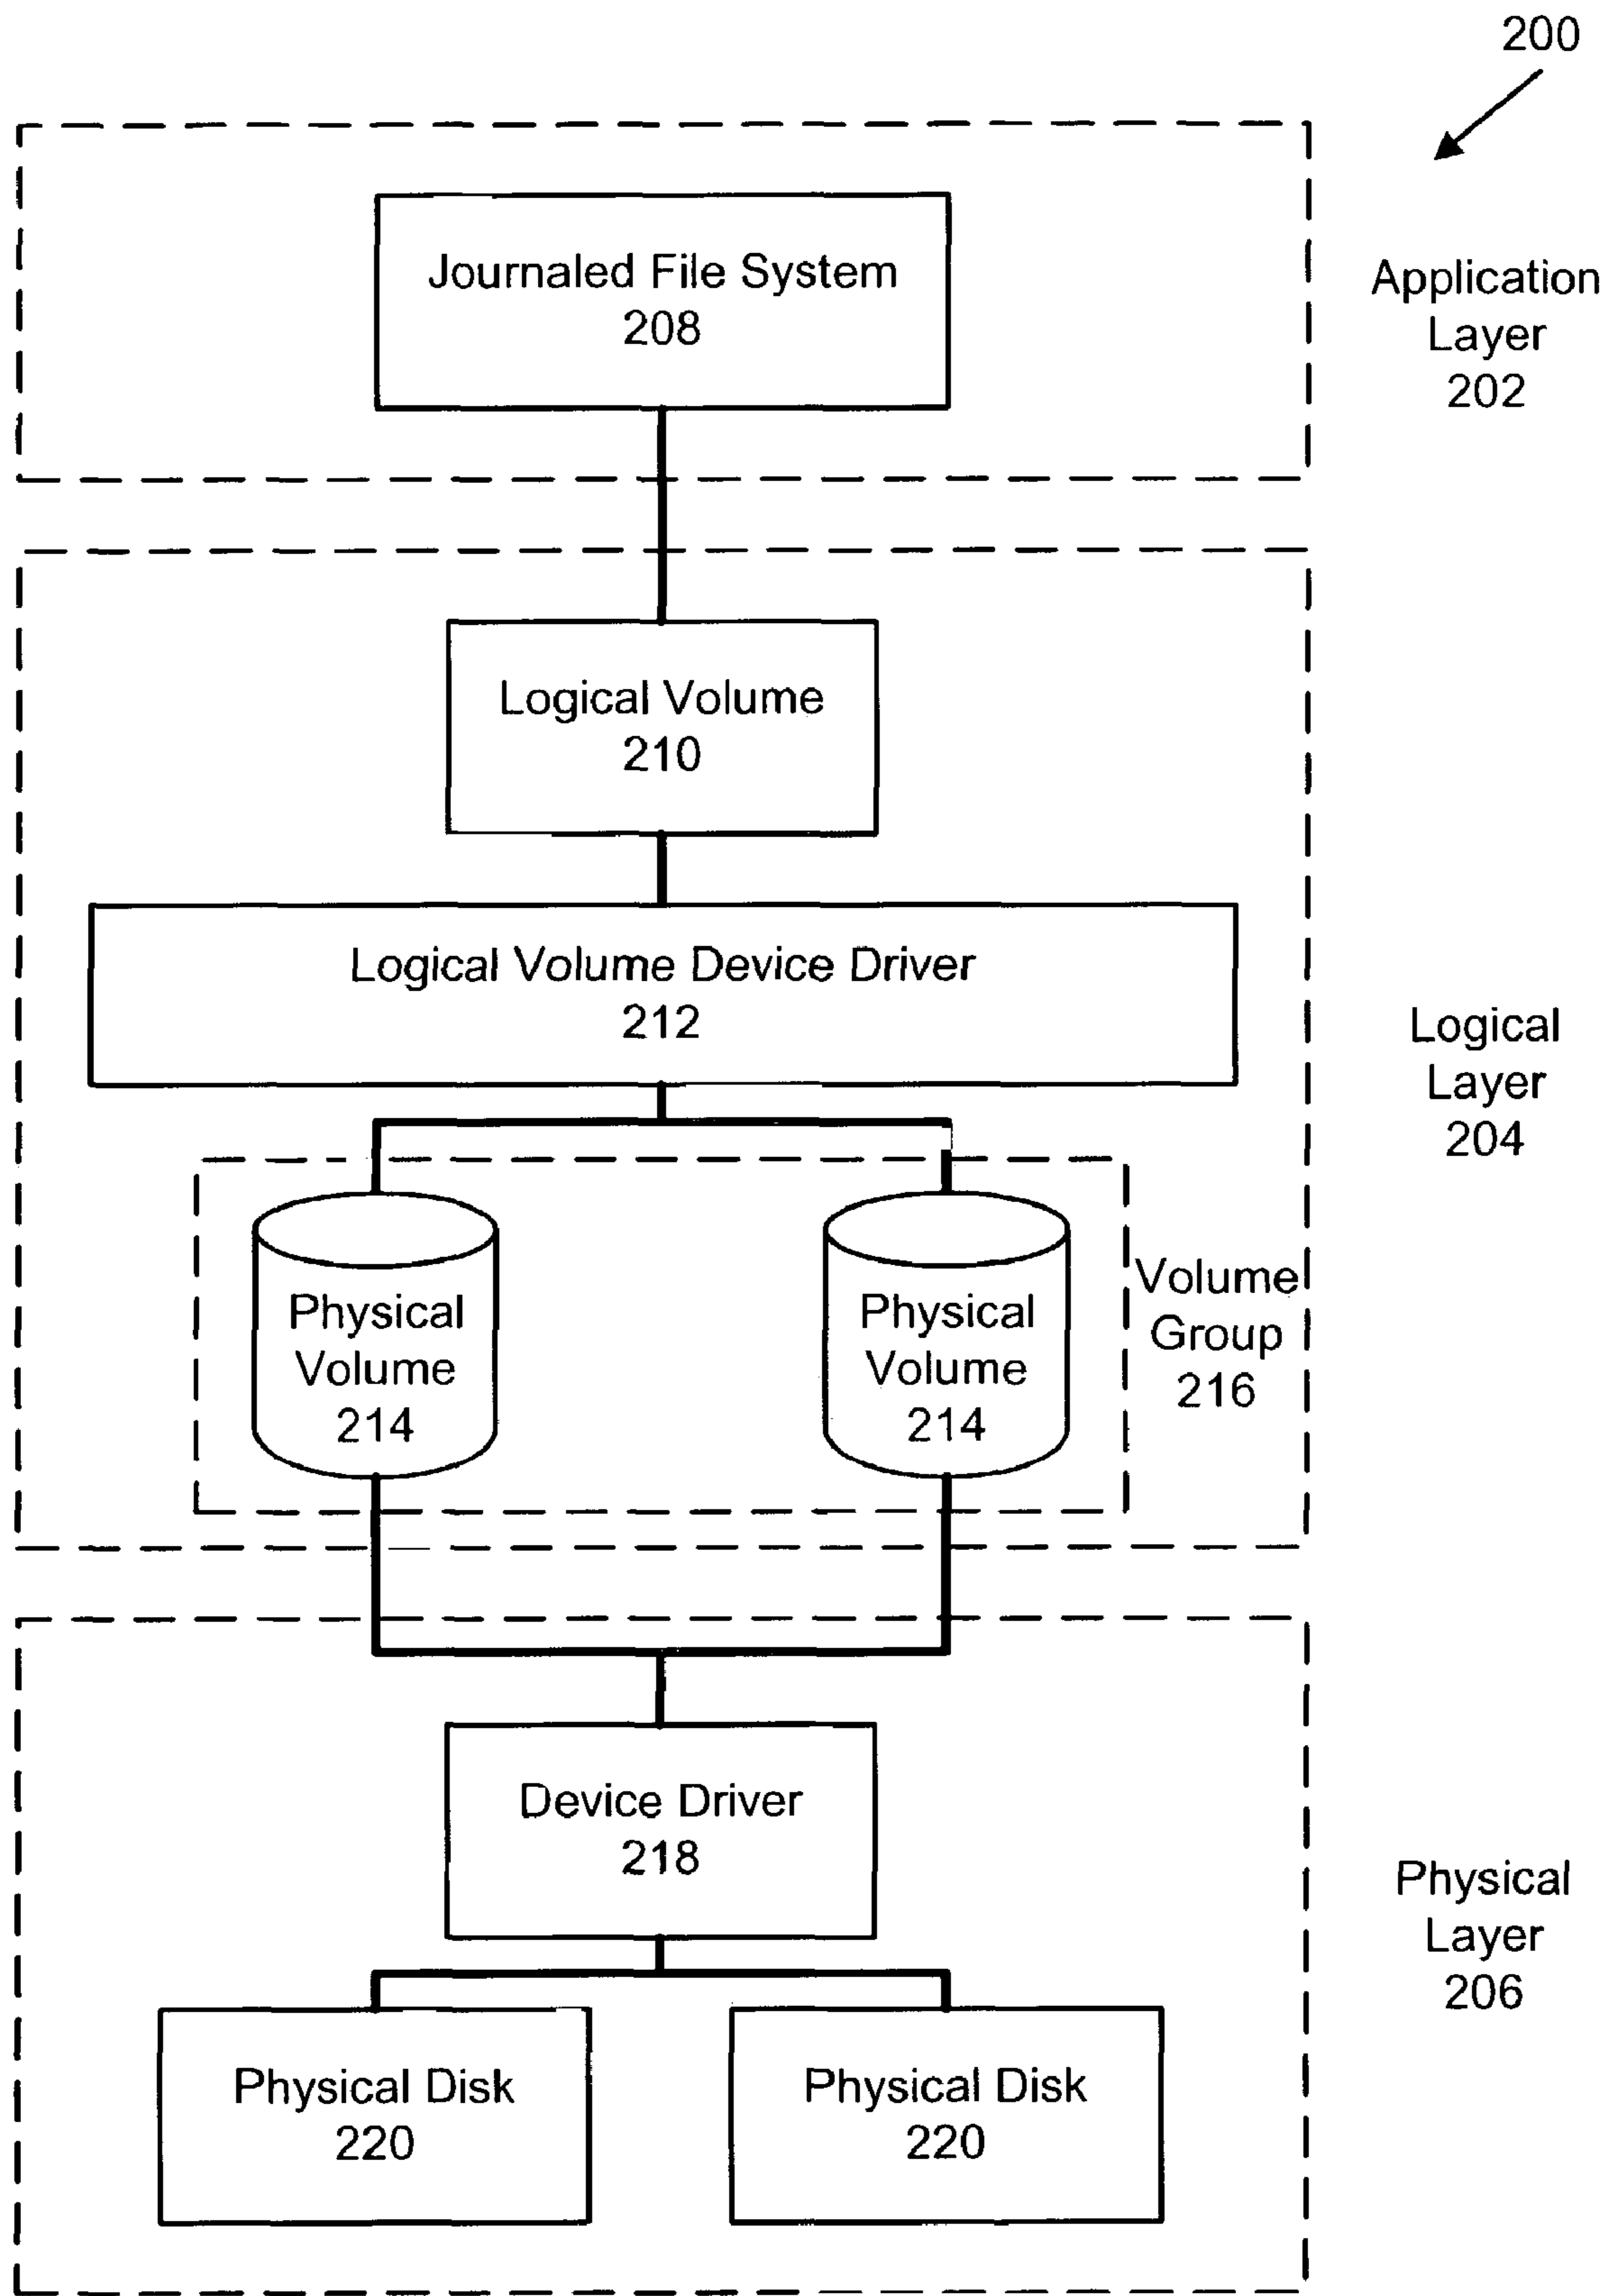 200
Journaled File System
208
Application
Layer
202
Logical Volume
210
Logical Volume Device Driver
212
Logical
Layer
204
Physical
Volume
214
Physical
Volume
214
Volume
Group
216
Device Driver
218
Physical
Layer
206
Physical Disk
220
Physical Disk
220